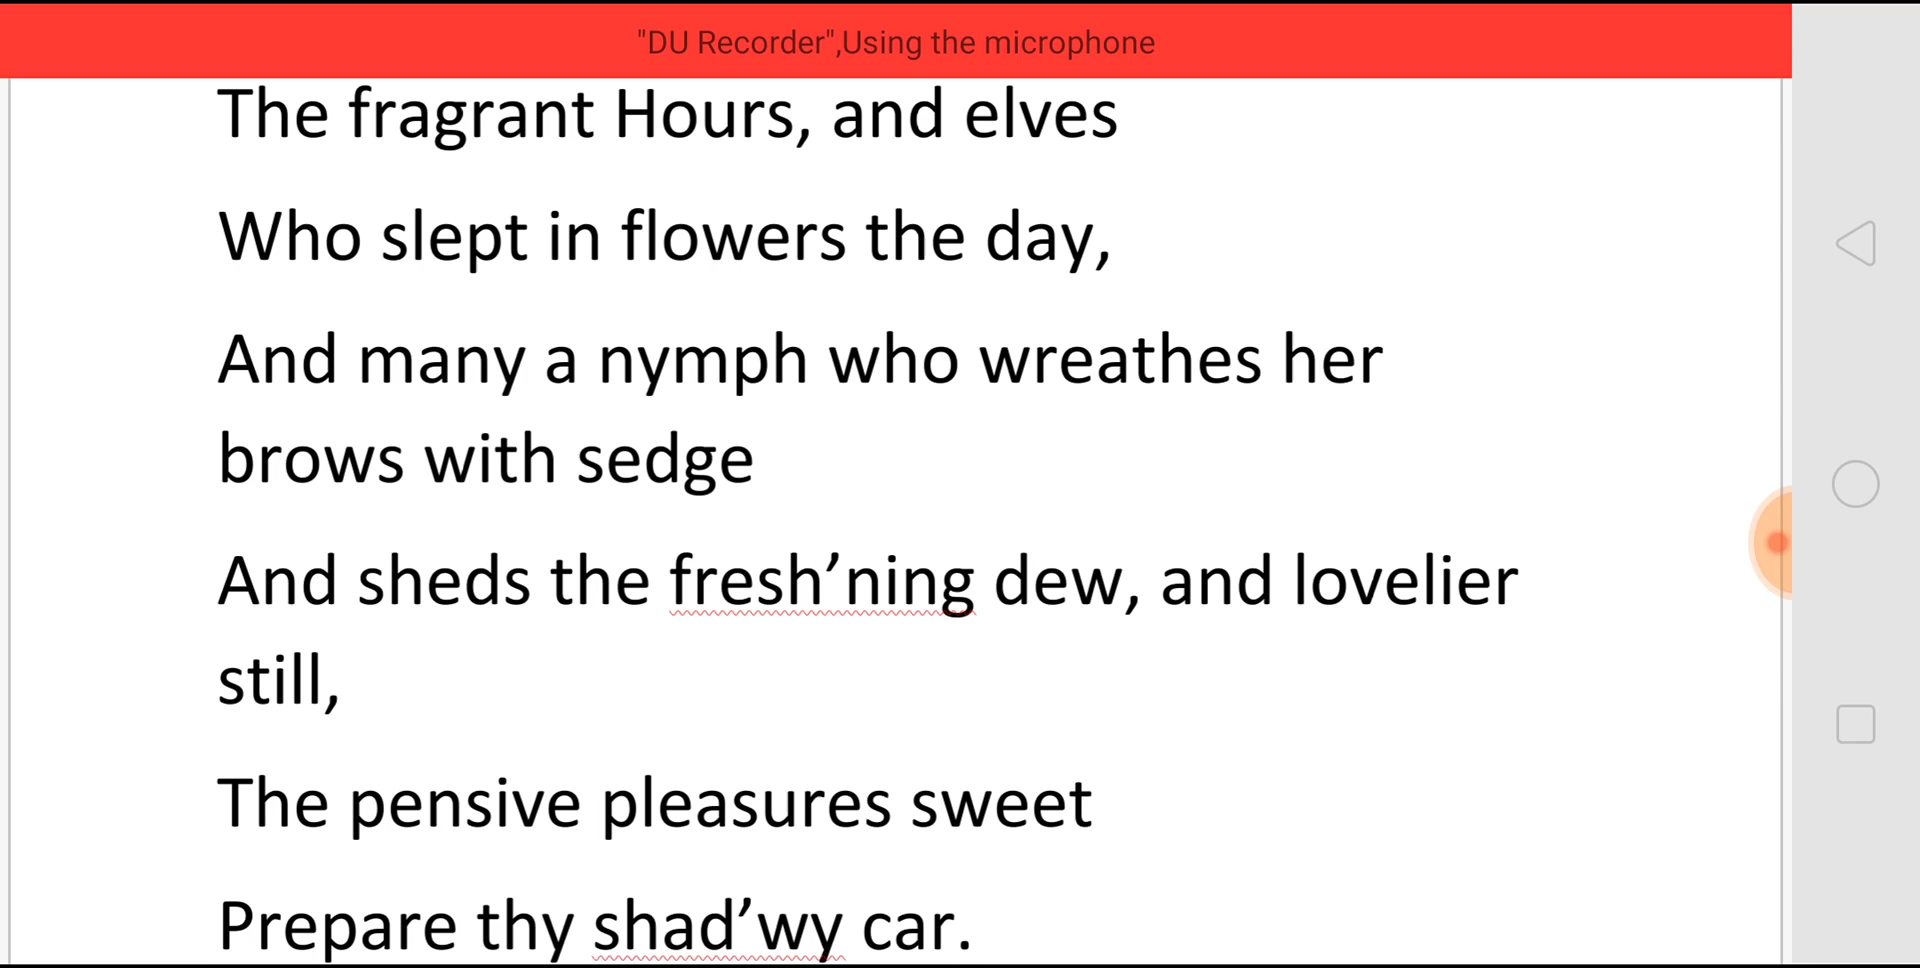 "DU Recorder",Using the microphone
The fragrant Hours, and elves
Who slept in flowers the day,
And many a nymph who wreathes her
brows with sedge
And sheds the fresh’ning dew, and lovelier
still,
The pensive pleasures sweet
Prepare thy shad’wy car.